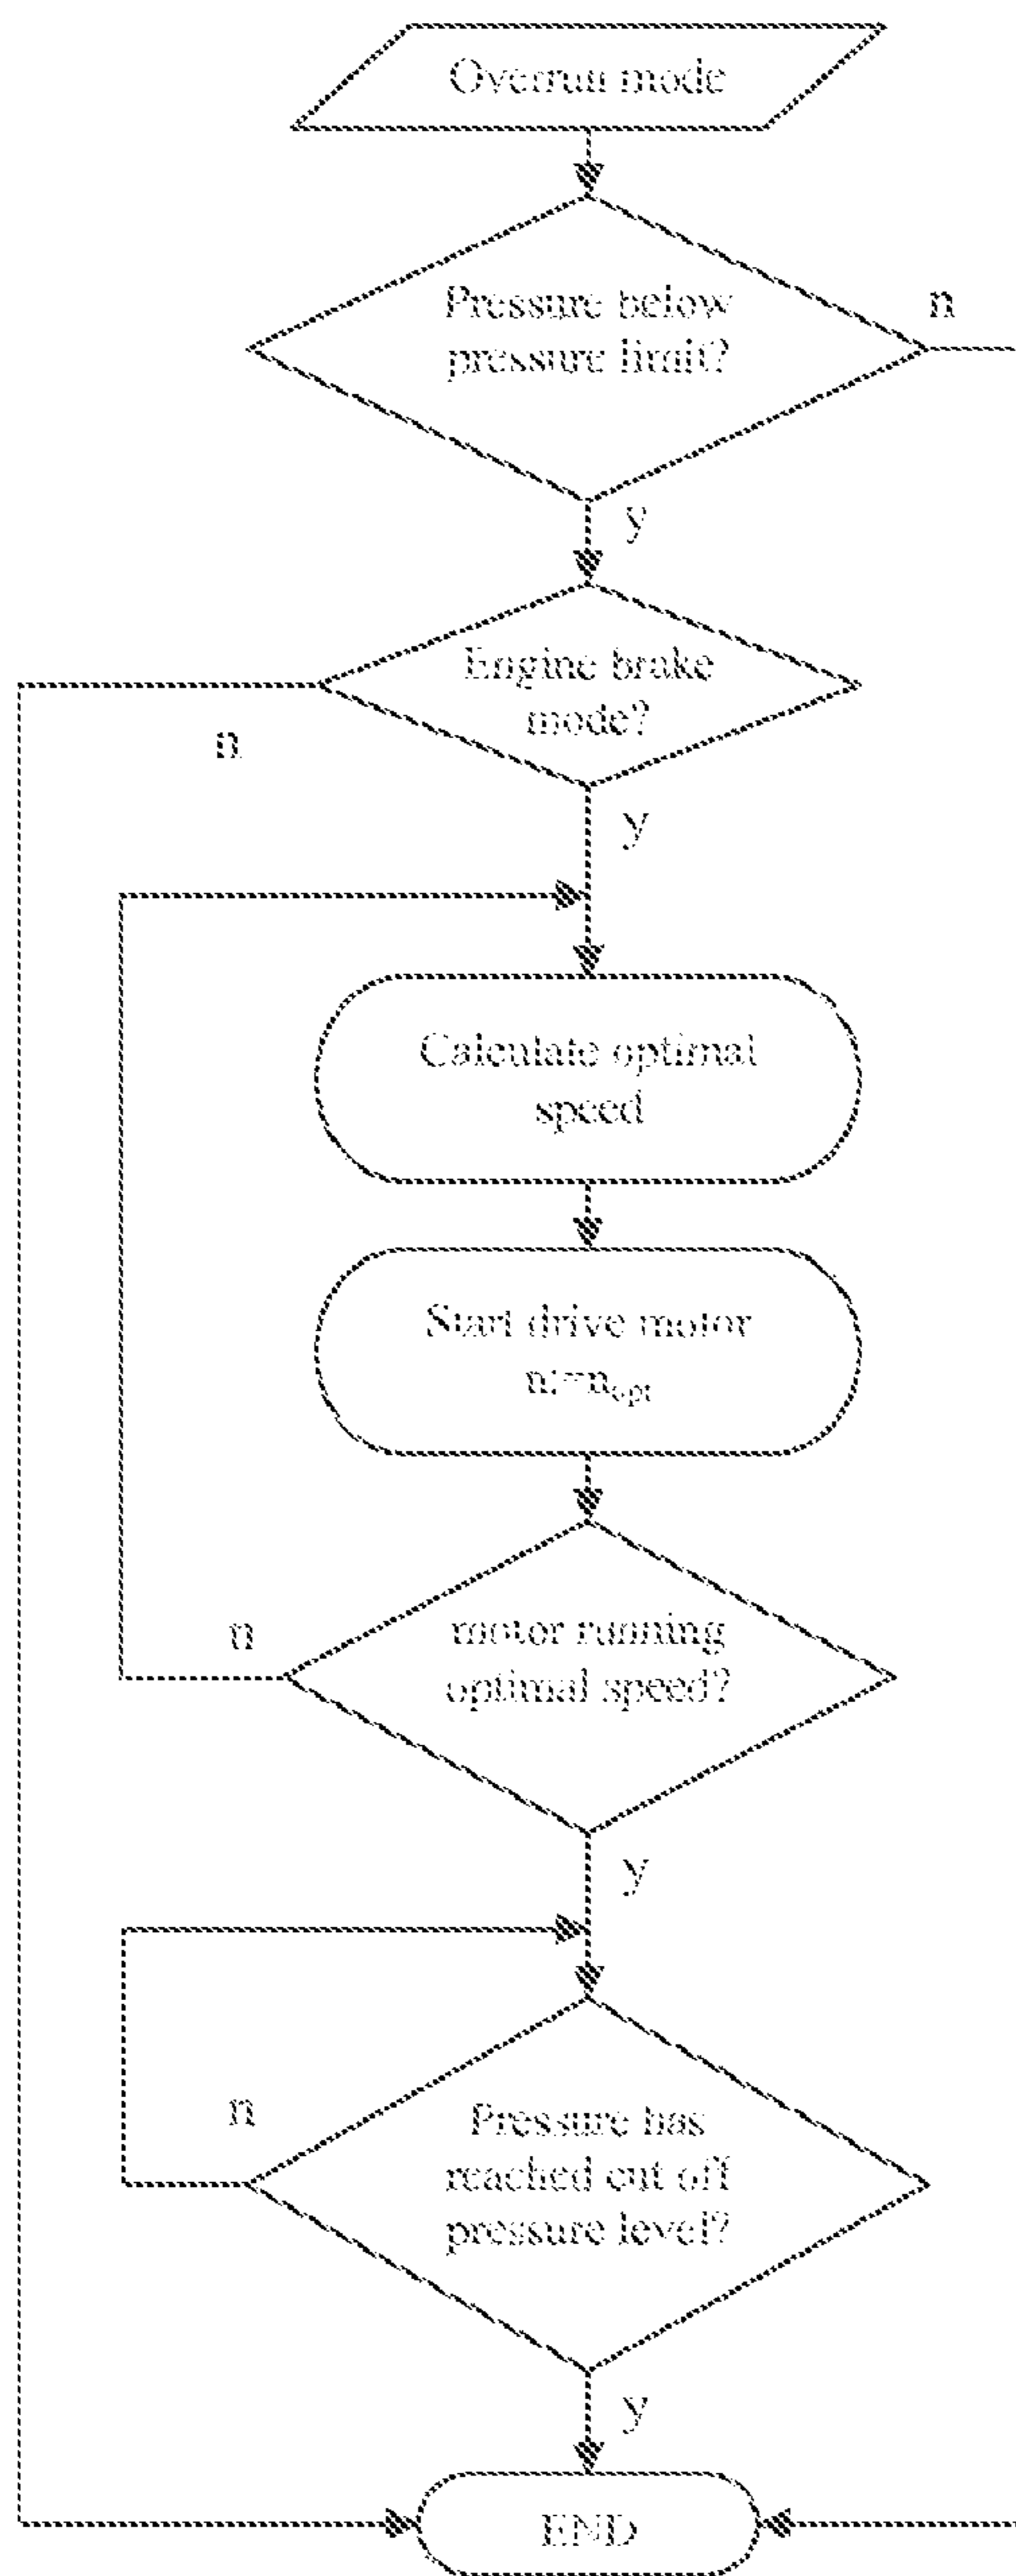 Overrun mode
Pressure below
pressure limit?
n
y
Engine brake
mode?
n
y
Calculate optimal
speed
Start drive motor
n:=nₒₚₜ
motor running
optimal speed?
n
y
Pressure has
reached cut off
pressure level?
n
y
END